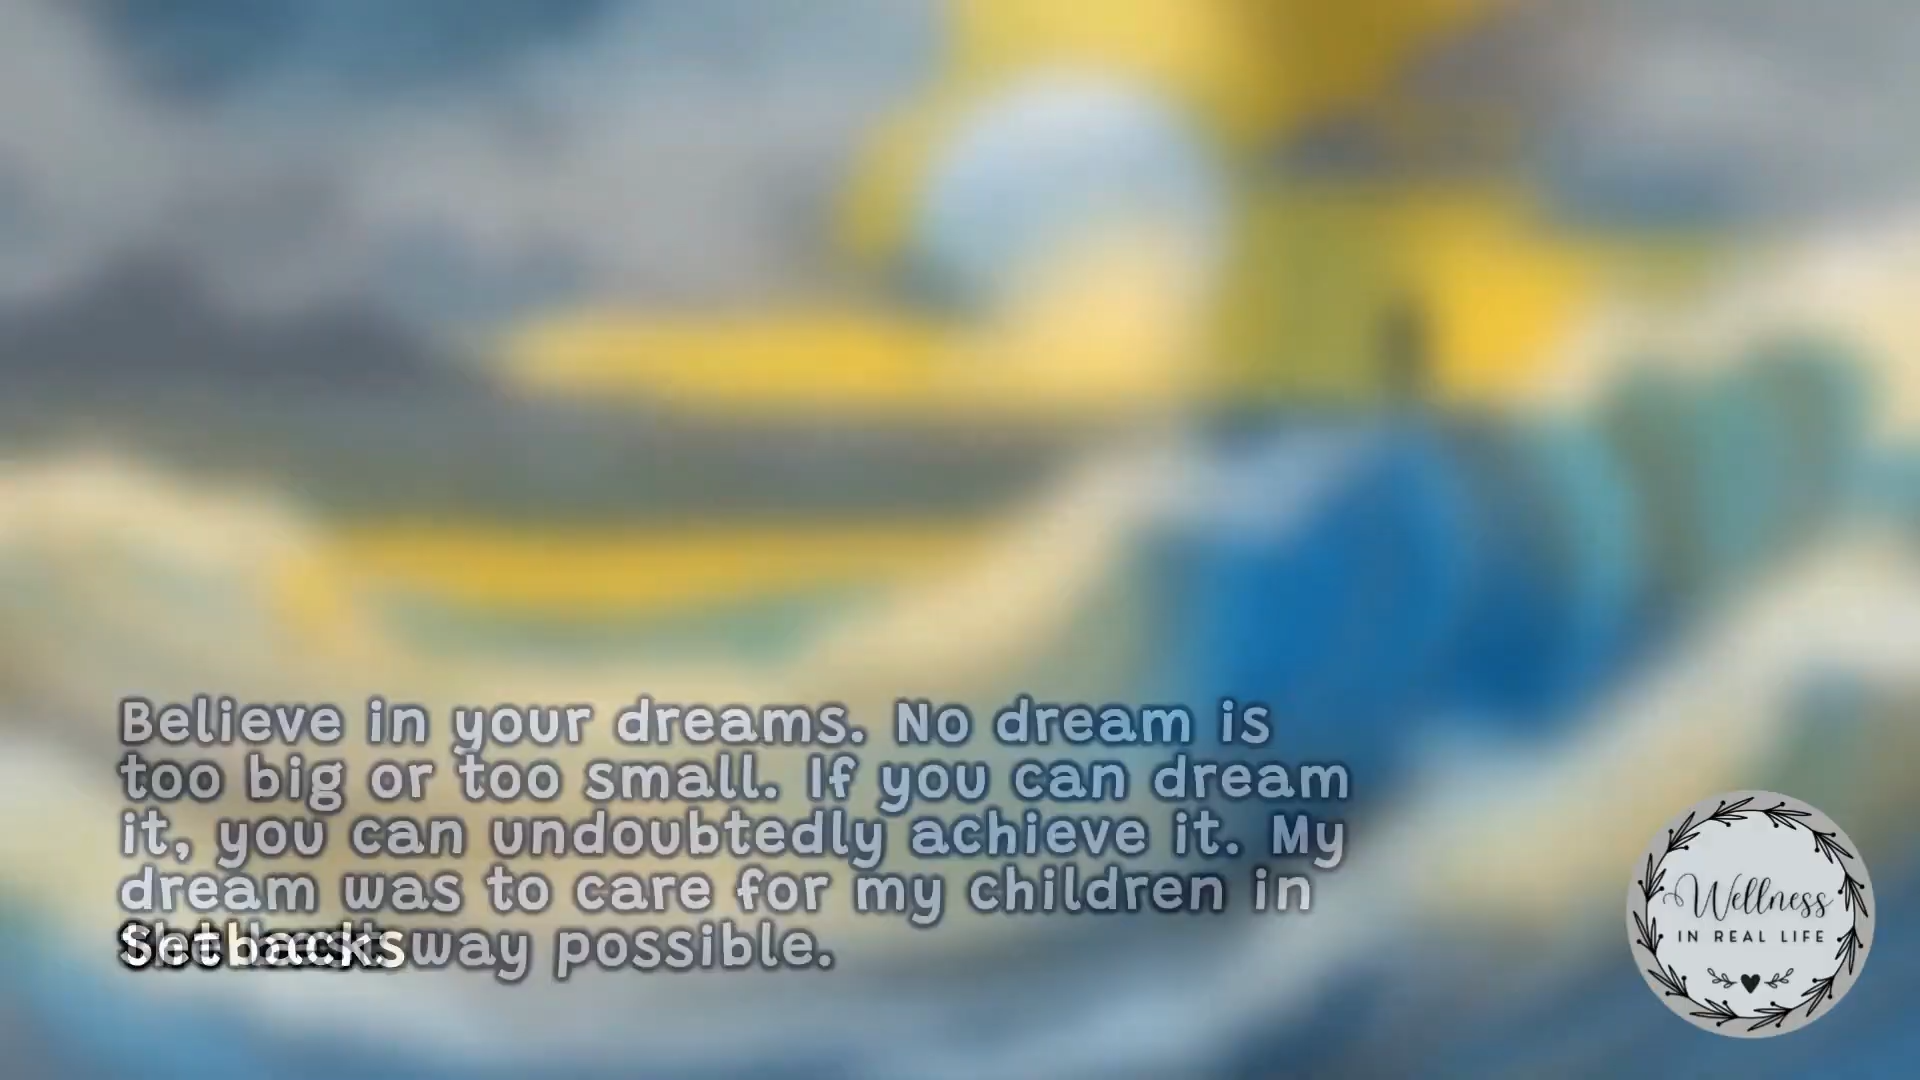 Believe in your dreams. No dream is
too big or too small. If you can dream
it, you can undoubtedly achieve it. My
dream was to care for my children in
Setbacks way possible.
Wellness
IN REAL LIFE